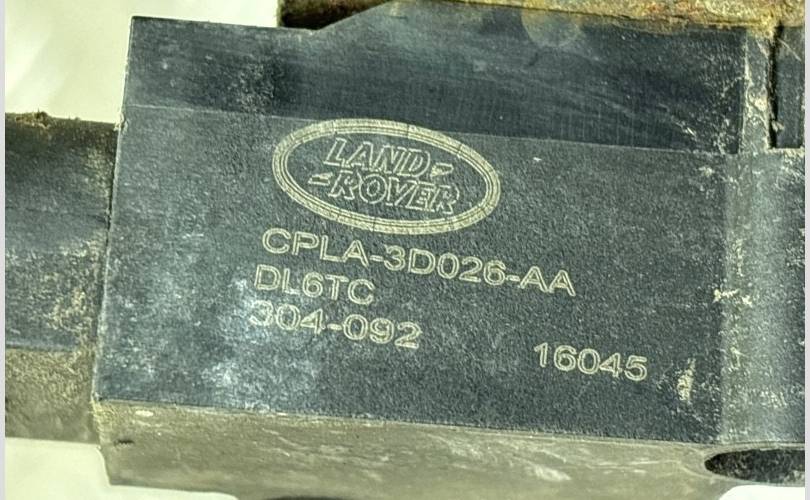 LAND-
-ROVER
CPLA-3D026-AA
DL6TC
304-092
16045